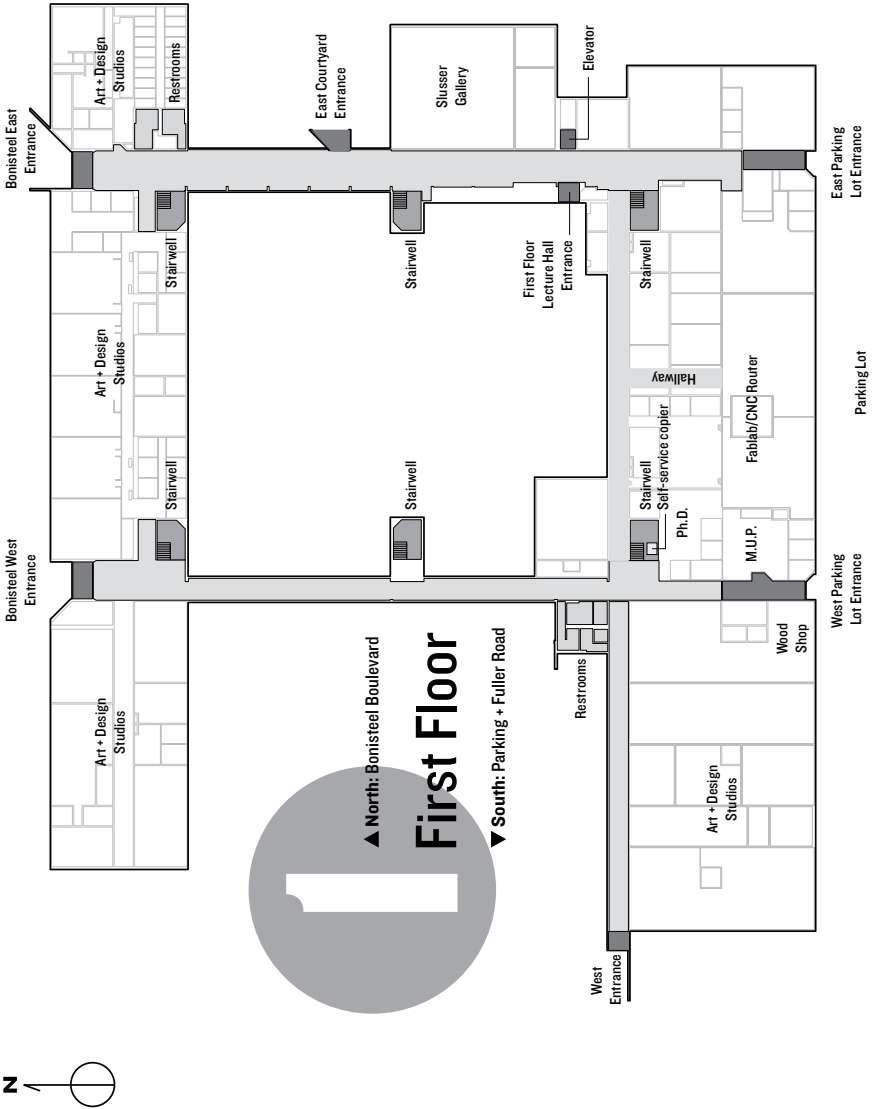 Bonisteel East
Entrance
Art + Design
Studios
Restrooms
East Courtyard
Entrance
Slusser
Gallery
Elevator
East Parking
Lot Entrance
Stairwell
Stairwell
First Floor
Lecture Hall
Entrance
Stairwell
Art + Design
Studios
Hallway
Fablab/CNC Router
Parking Lot
Stairwell
Stairwell
Stairwell
Self-service copier
Ph.D.
M.U.P.
Bonisteel West
Entrance
West Parking
Lot Entrance
Wood
Shop
Restrooms
Art + Design
Studios
▲ North: Bonisteel Boulevard
First Floor
▼ South: Parking + Fuller Road
1
Art + Design
Studios
West
Entrance
N